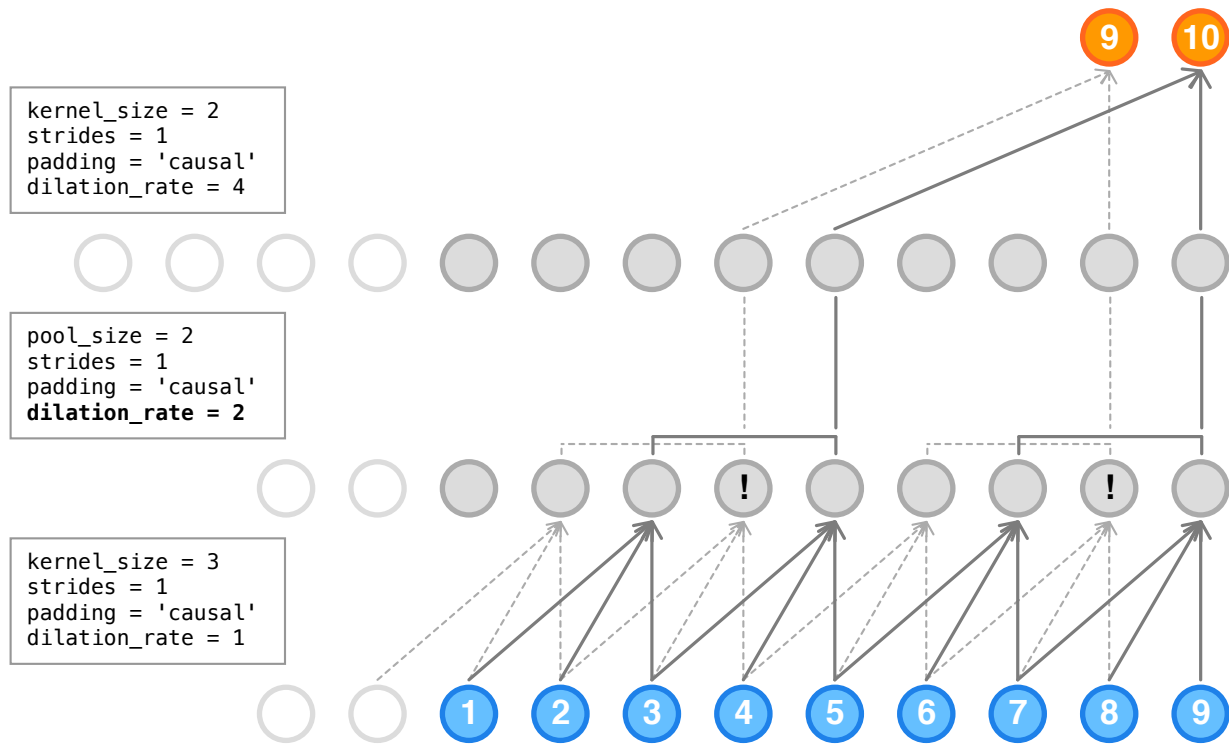 9 10
kernel_size = 2
strides = 1
padding = 'causal'
dilation_rate = 4
pool_size = 2
strides = 1
padding = 'causal'
dilation_rate = 2
! !
kernel_size = 3
strides = 1
padding = 'causal'
dilation_rate = 1
1 2 3 4 5 6 7 8 9